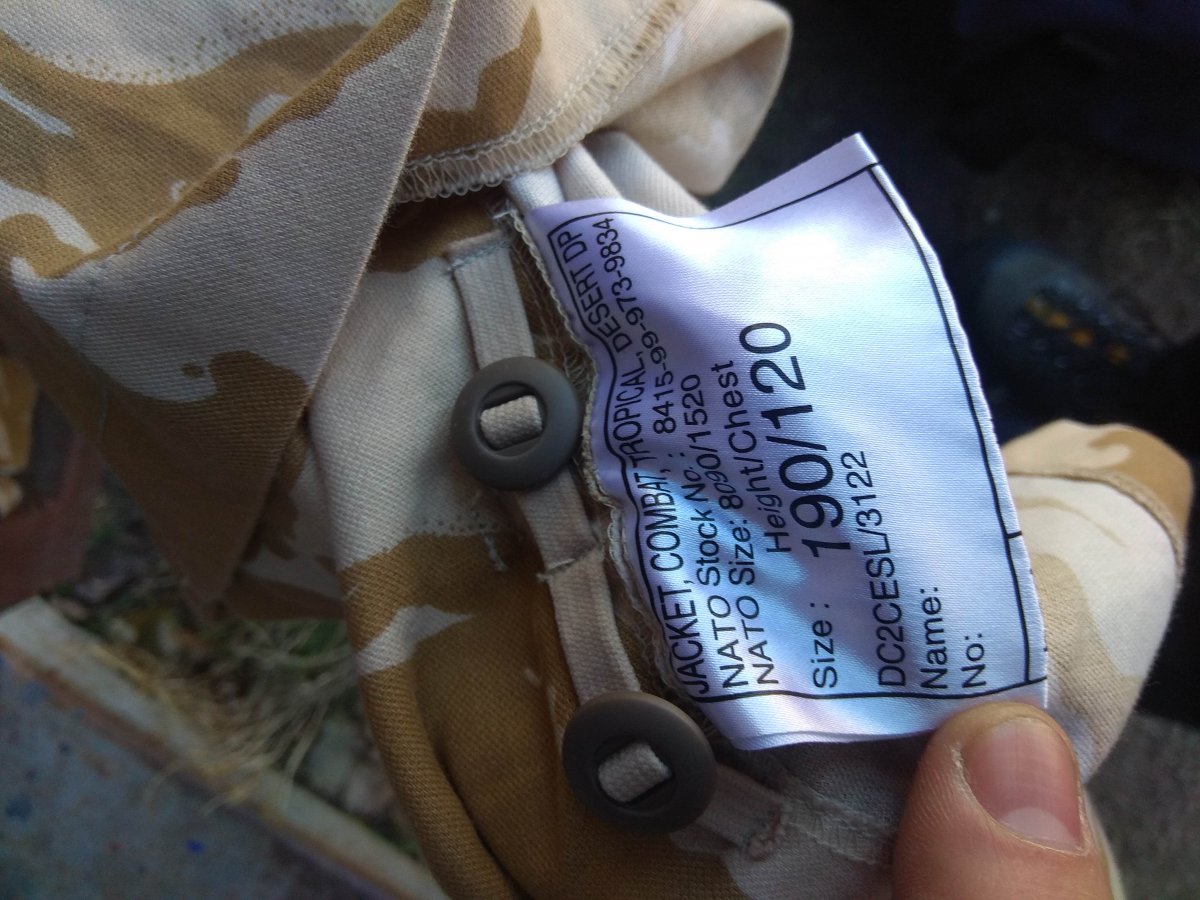 JACKET, COMBAT, TROPICAL, DESERT DP
NATO Stock No.: 8415-99-973-9834
NATO Size: 8090/1520
Height/Chest
Size: 190/120
DC2CESL/3122
Name:
No: